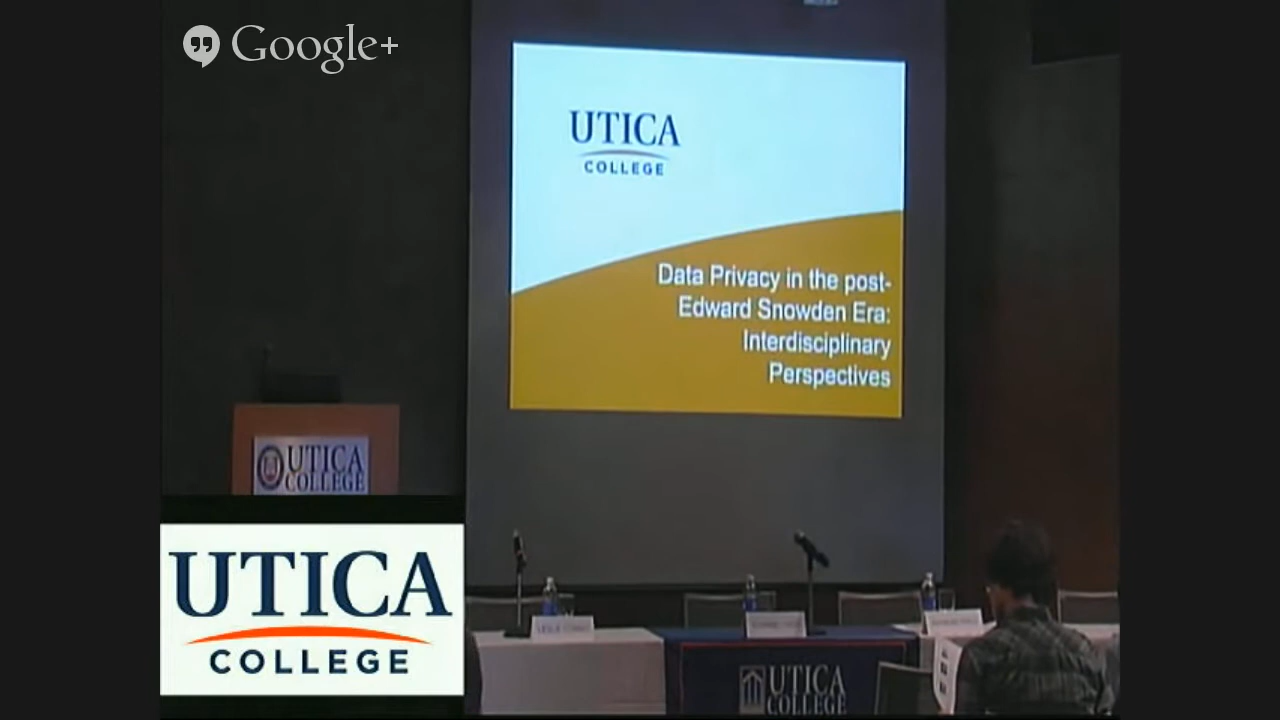 Google+
UTICA
COLLEGE
Data Privacy in the post-
Edward Snowden Era:
Interdisciplinary
Perspectives
UTICA
COLLEGE
UTICA
COLLEGE
UTICA
COLLEGE